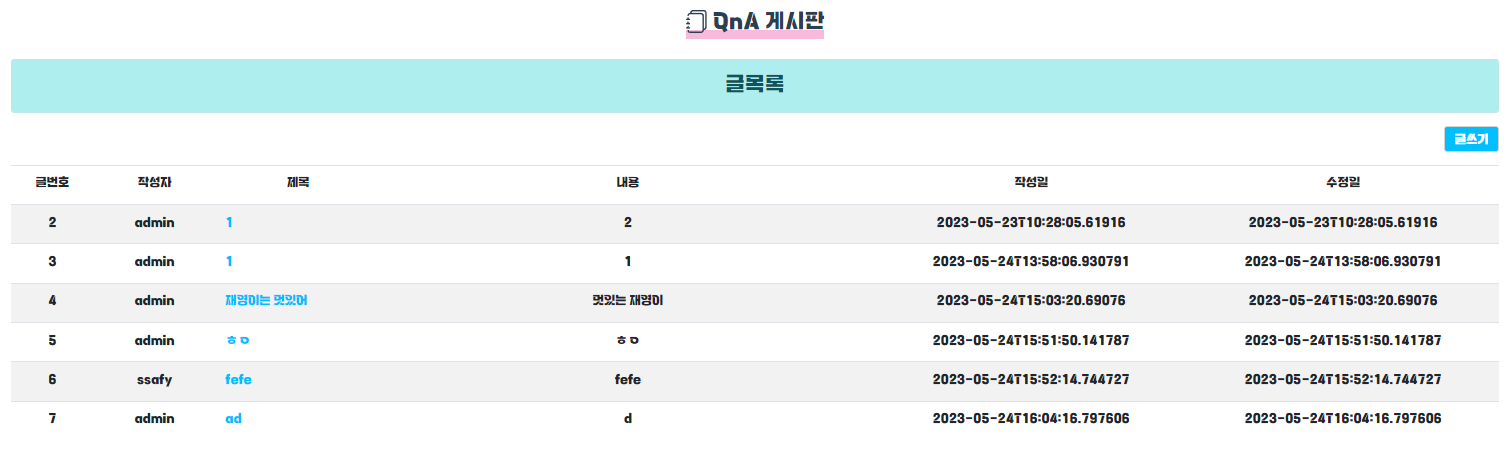 QnA 게시판
글목록
글쓰기
글번호 작성자 제목 내용 작성일 수정일
2 admin 1 2 2023-05-23T10:28:05.61916 2023-05-23T10:28:05.61916
3 admin 1 1 2023-05-24T13:58:06.930791 2023-05-24T13:58:06.930791
4 admin 재영이는 멋있어 멋있는 재영이 2023-05-24T15:03:20.69076 2023-05-24T15:03:20.69076
5 admin ㅎㅇ ㅎㅇ 2023-05-24T15:51:50.141787 2023-05-24T15:51:50.141787
6 ssafy fefe fefe 2023-05-24T15:52:14.744727 2023-05-24T15:52:14.744727
7 admin ad d 2023-05-24T16:04:16.797606 2023-05-24T16:04:16.797606